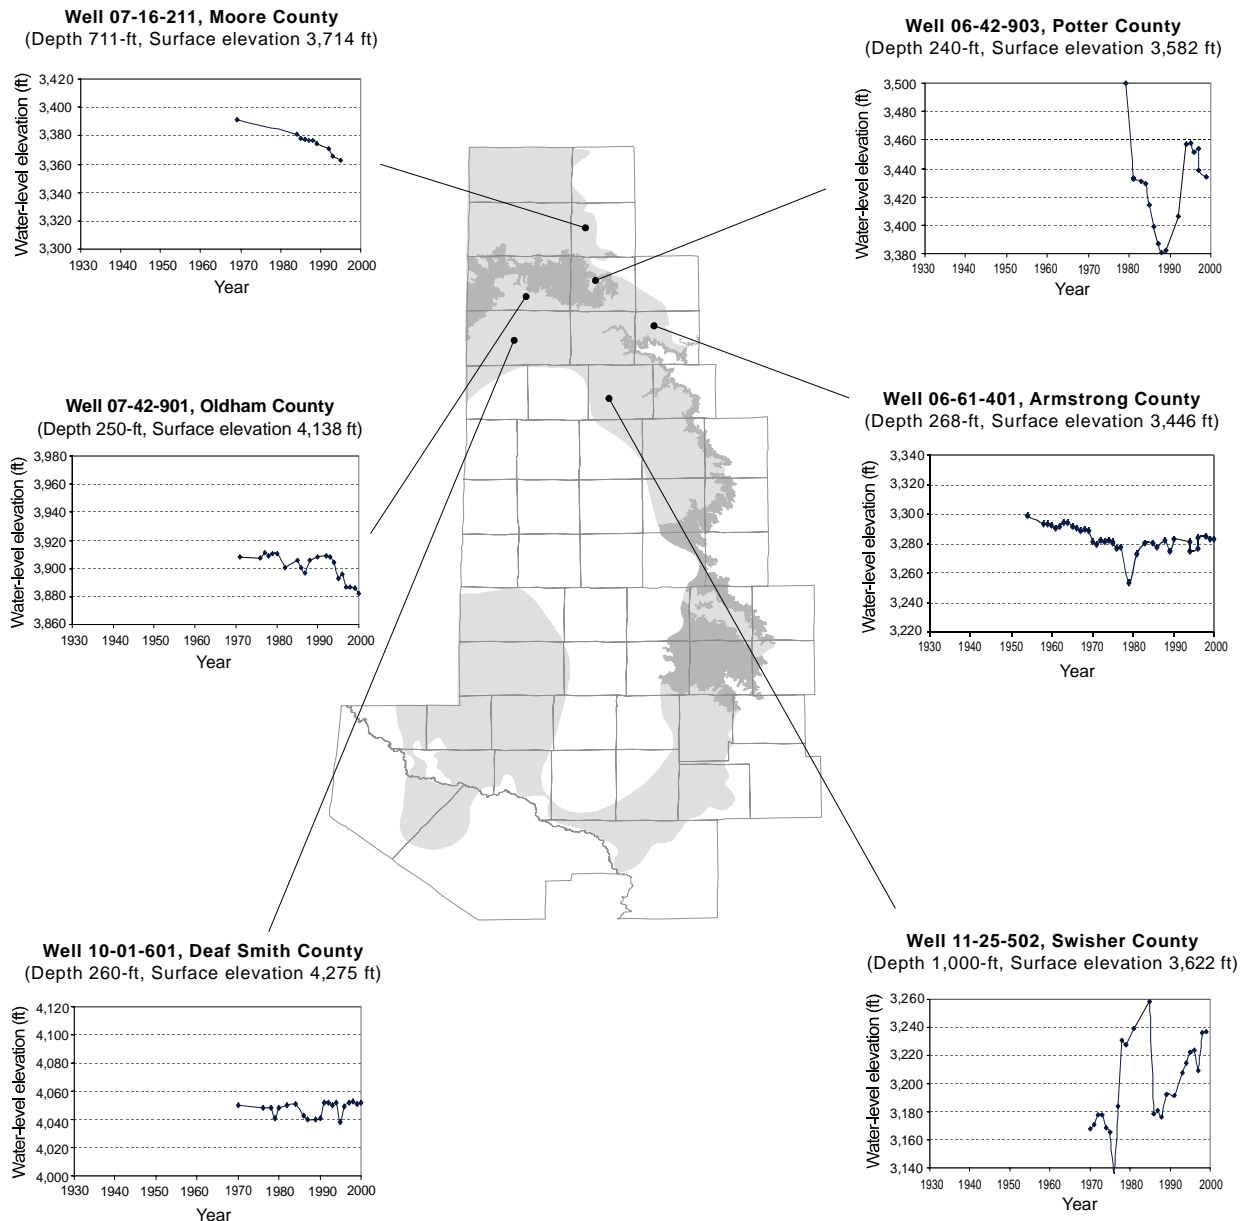 Well 07-16-211, Moore County
(Depth 711-ft, Surface elevation 3,714 ft)
Water-level elevation (ft)
3,420
3,400
3,380
3,360
3,340
3,320
3,300
1930 1940 1950 1960 1970 1980 1990 2000
Year
Well 06-42-903, Potter County
(Depth 240-ft, Surface elevation 3,582 ft)
Water-level elevation (ft)
3,500
3,460
3,440
3,420
3,400
3,380
1930 1940 1950 1960 1970 1980 1990 2000
Year
Well 07-42-901, Oldham County
(Depth 250-ft, Surface elevation 4,138 ft)
Water-level elevation (ft)
3,980
3,960
3,940
3,920
3,900
3,880
3,860
1930 1940 1950 1960 1970 1980 1990 2000
Year
Well 06-61-401, Armstrong County
(Depth 268-ft, Surface elevation 3,446 ft)
Water-level elevation (ft)
3,340
3,320
3,300
3,280
3,260
3,240
3,220
1930 1940 1950 1960 1970 1980 1990 2000
Year
Well 10-01-601, Deaf Smith County
(Depth 260-ft, Surface elevation 4,275 ft)
Water-level elevation (ft)
4,120
4,100
4,080
4,060
4,040
4,020
4,000
1930 1940 1950 1960 1970 1980 1990 2000
Year
Well 11-25-502, Swisher County
(Depth 1,000-ft, Surface elevation 3,622 ft)
Water-level elevation (ft)
3,260
3,240
3,220
3,200
3,180
3,160
3,140
1930 1940 1950 1960 1970 1980 1990 2000
Year